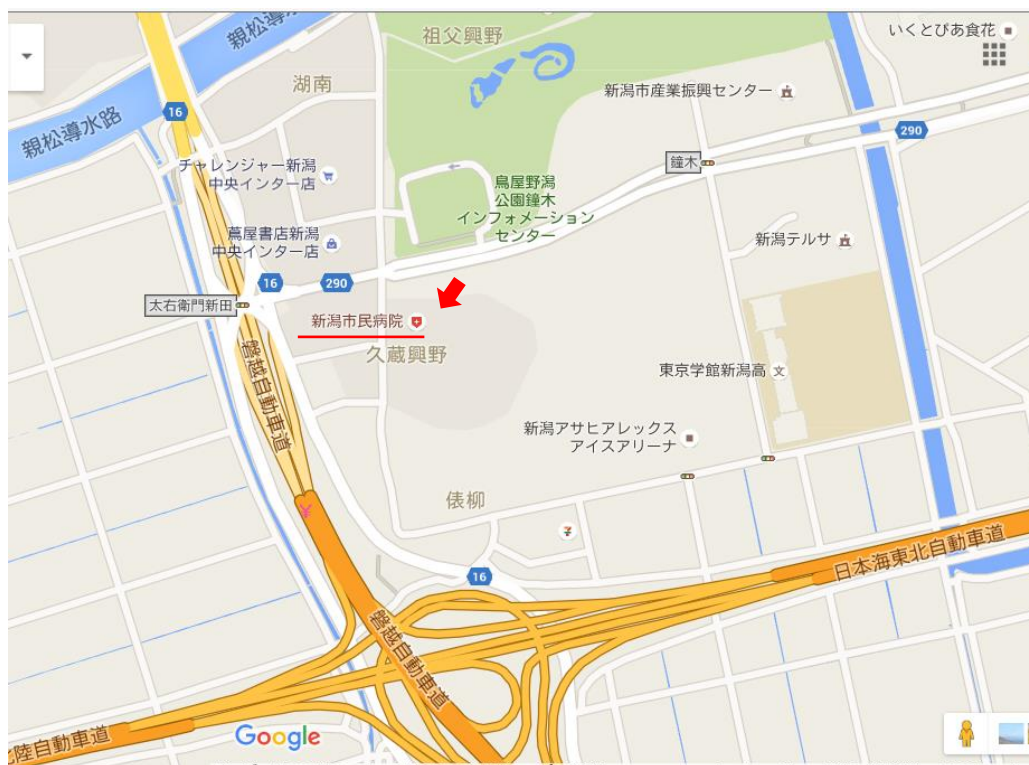 親松導水路
祖父興野
いくとぴあ食花
湖南
新潟市産業振興センター
16
290
親松導水路
鐘木
チャレンジャー新潟
中央インター店
鳥屋野潟
公園鐘木
インフォメーション
センター
蔦屋書店新潟
中央インター店
新潟テルサ
16
290
太右衛門新田
新潟市民病院
久蔵興野
磐越自動車道
東京学館新潟高
文
新潟アサヒアレックス
アイスアリーナ
俵柳
¥
7
日本海東北自動車道
16
磐越自動車道
北陸自動車道
Google